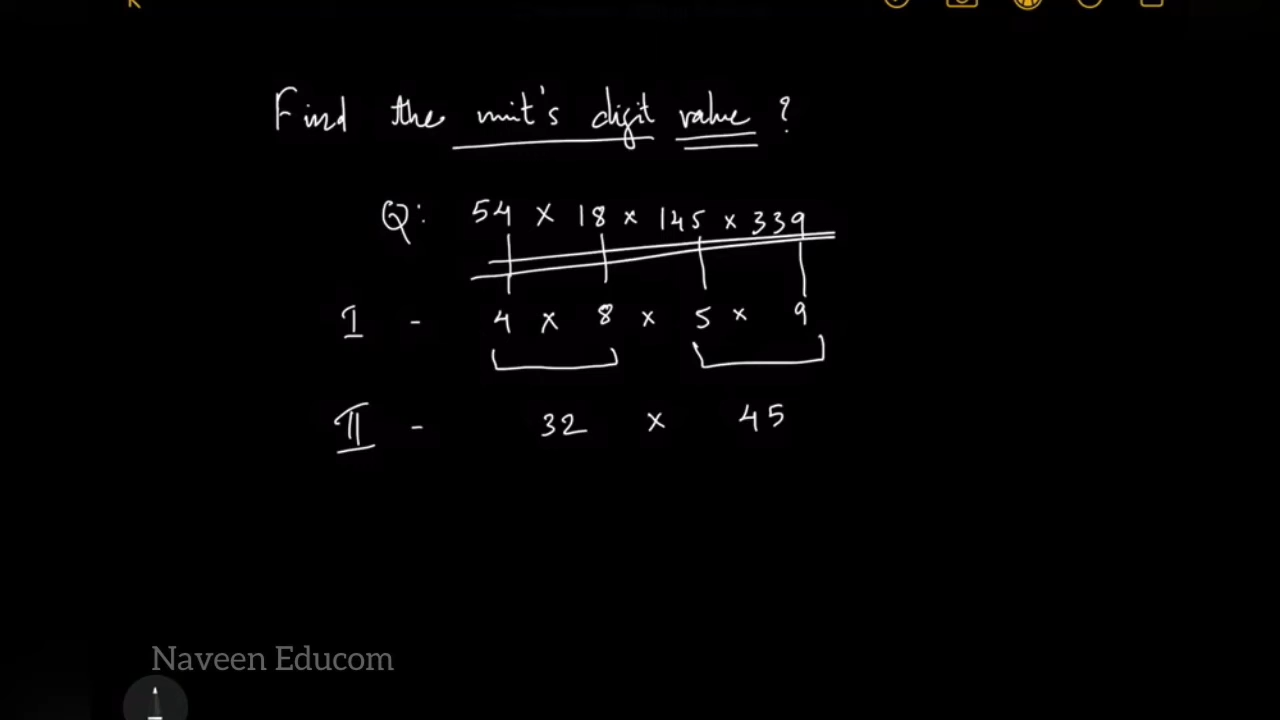 Find the unit's digit value ?
Q: 54 × 18 × 145 × 339
I - 4 × 8 × 5 × 9
II - 32 × 45
Naveen Educom